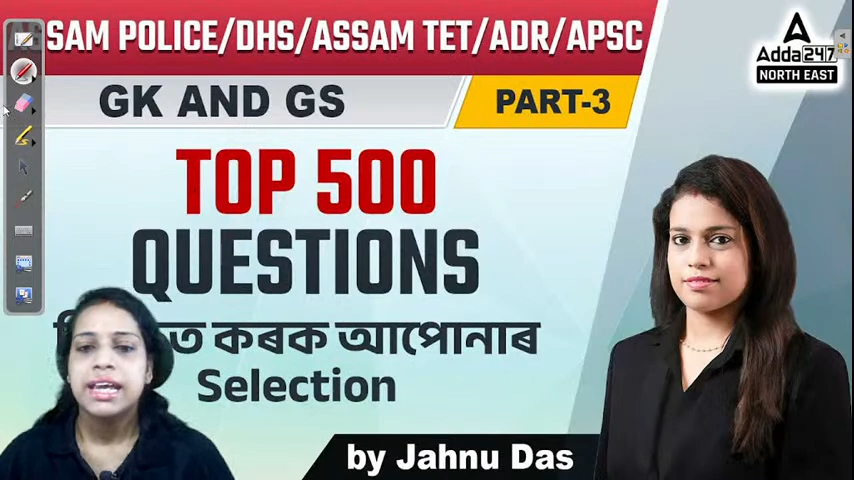 SAM POLICE/DHS/ASSAM TET/ADR/APSC
Adda247
NORTH EAST
GK AND GS
PART-3
TOP 500
QUESTIONS
কৰক আপোনাৰ
Selection
by Jahnu Das